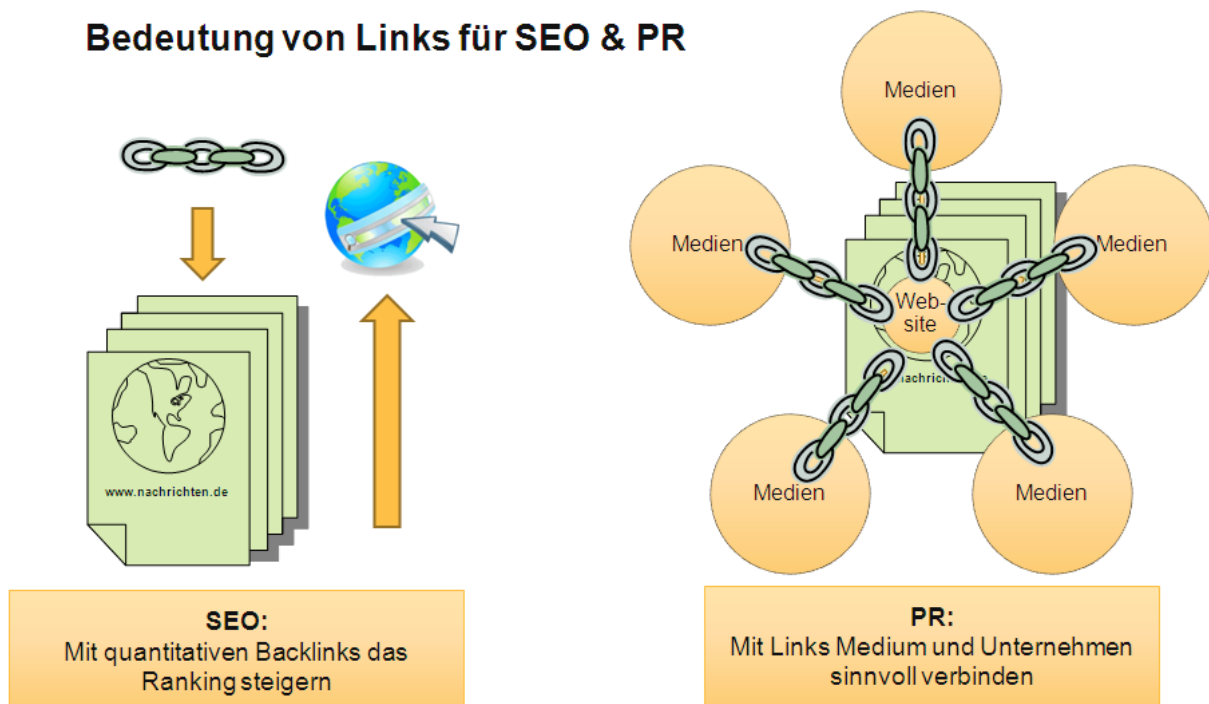 Bedeutung von Links für SEO & PR
www.nachrichten.de
SEO:
Mit quantitativen Backlinks das
Ranking steigern
Medien
Medien
Medien
Web-
site
Medien
Medien
PR:
Mit Links Medium und Unternehmen
sinnvoll verbinden